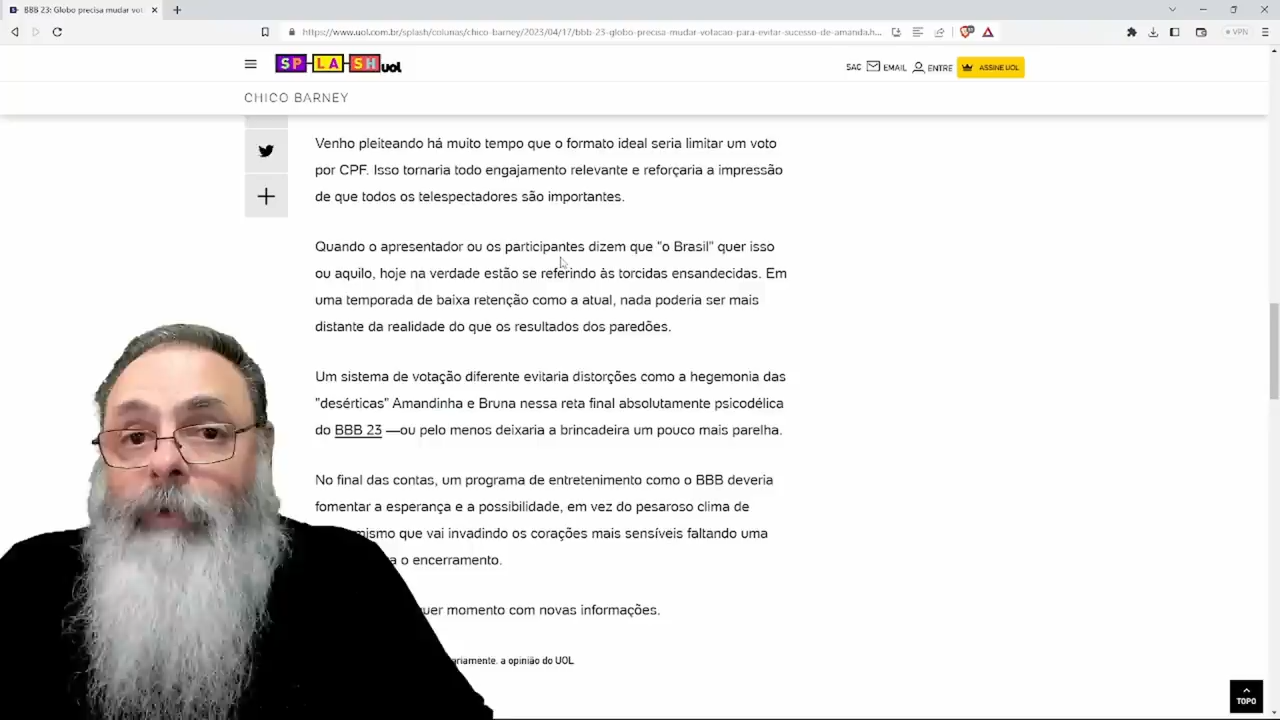 BBB 23: Globo precisa mudar vot
https://www.uol.com.br/splash/colunas/chico-barney/2023/04/17/bbb-23-globo-precisa-mudar-votacao-para-evitar-sucesso-de-amanda.h...
VPN
SPLASH uol
SAC EMAIL ENTRE ASSINE UOL
CHICO BARNEY
Venho pleiteando há muito tempo que o formato ideal seria limitar um voto
por CPF. Isso tornaria todo engajamento relevante e reforçaria a impressão
de que todos os telespectadores são importantes.
Quando o apresentador ou os participantes dizem que "o Brasil" quer isso
ou aquilo, hoje na verdade estão se referindo às torcidas ensandecidas. Em
uma temporada de baixa retenção como a atual, nada poderia ser mais
distante da realidade do que os resultados dos paredões.
Um sistema de votação diferente evitaria distorções como a hegemonia das
"desérticas" Amandinha e Bruna nessa reta final absolutamente psicodélica
do BBB 23 —ou pelo menos deixaria a brincadeira um pouco mais parelha.
No final das contas, um programa de entretenimento como o BBB deveria
fomentar a esperança e a possibilidade, em vez do pesaroso clima de
mismo que vai invadindo os corações mais sensíveis faltando uma
a o encerramento.
uer momento com novas informações.
ariamente, a opinião do UOL
TOPO